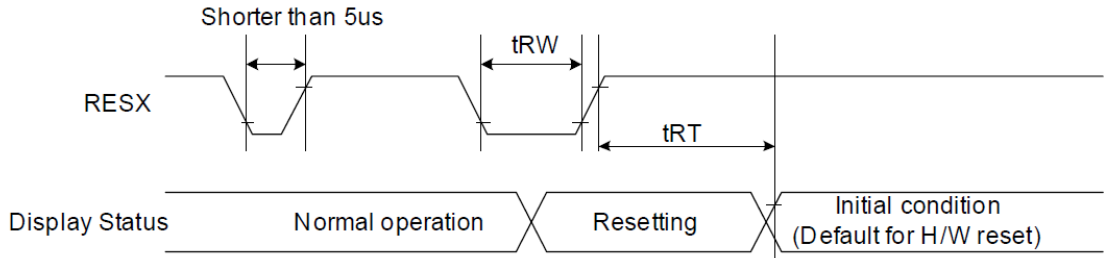 Shorter than 5us
tRW
RESX
tRT
Display Status
Normal operation
Resetting
Initial condition
(Default for H/W reset)